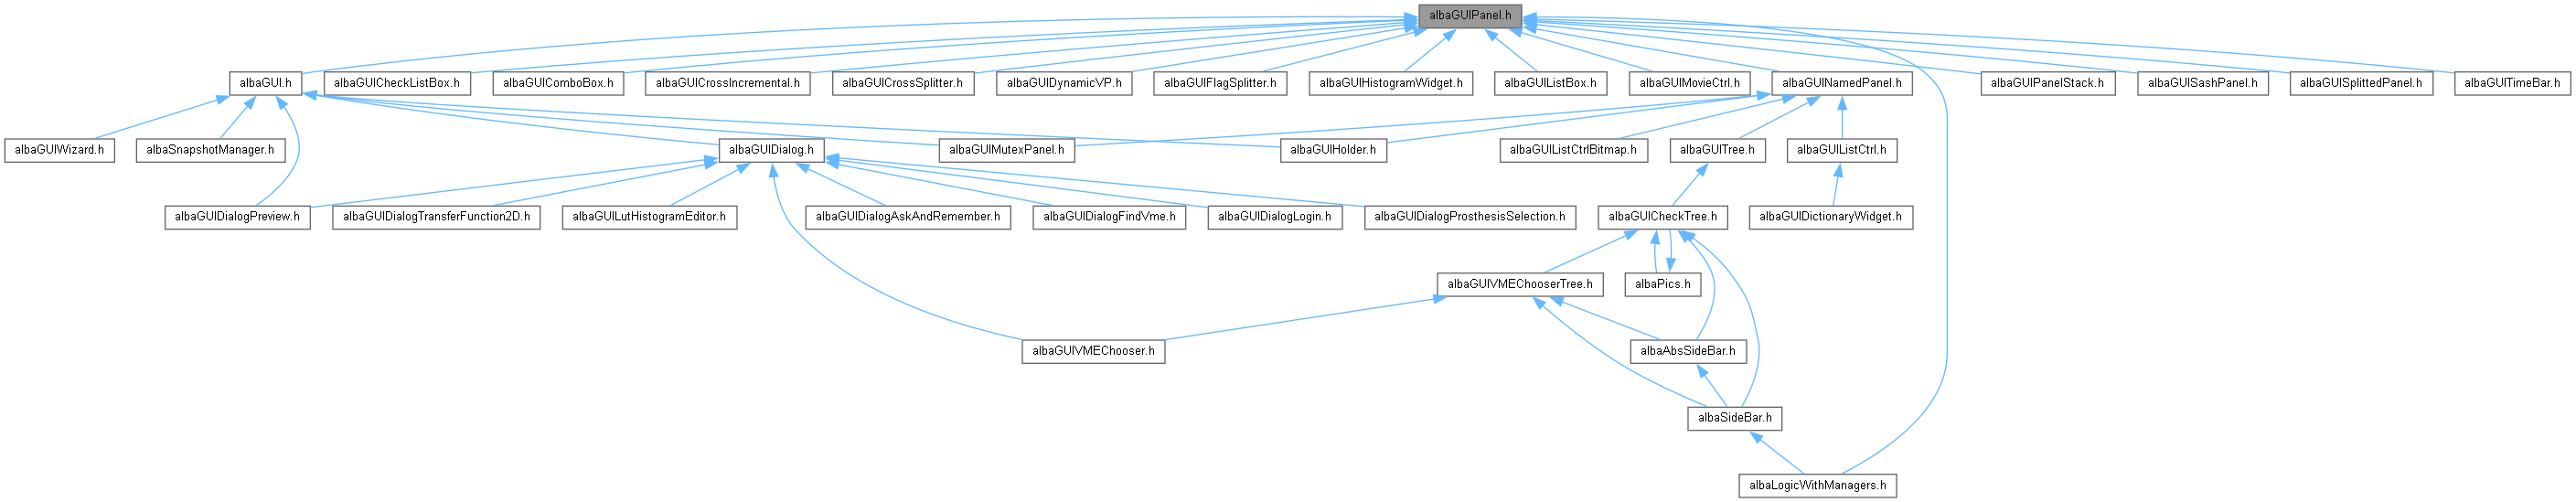 albaGUIPanel.h
albaGUI.h
albaGUICheckListBox.h
albaGUIComboBox.h
albaGUICrossIncremental.h
albaGUICrossSplitter.h
albaGUIDynamicVP.h
albaGUIFlagSplitter.h
albaGUIHistogramWidget.h
albaGUIListBox.h
albaGUIMovieCtrl.h
albaGUINamedPanel.h
albaGUIPanelStack.h
albaGUISashPanel.h
albaGUISplittedPanel.h
albaGUITimeBar.h
albaGUIWizard.h
albaSnapshotManager.h
albaGUIDialog.h
albaGUIMutexPanel.h
albaGUIHolder.h
albaGUIListCtrlBitmap.h
albaGUITree.h
albaGUIListCtrl.h
albaGUIDialogPreview.h
albaGUIDialogTransferFunction2D.h
albaGUILutHistogramEditor.h
albaGUIDialogAskAndRemember.h
albaGUIDialogFindVme.h
albaGUIDialogLogin.h
albaGUIDialogProsthesisSelection.h
albaGUICheckTree.h
albaGUIDictionaryWidget.h
albaGUIVMEChooserTree.h
albaPics.h
albaGUIVMEChooser.h
albaAbsSideBar.h
albaSideBar.h
albaLogicWithManagers.h